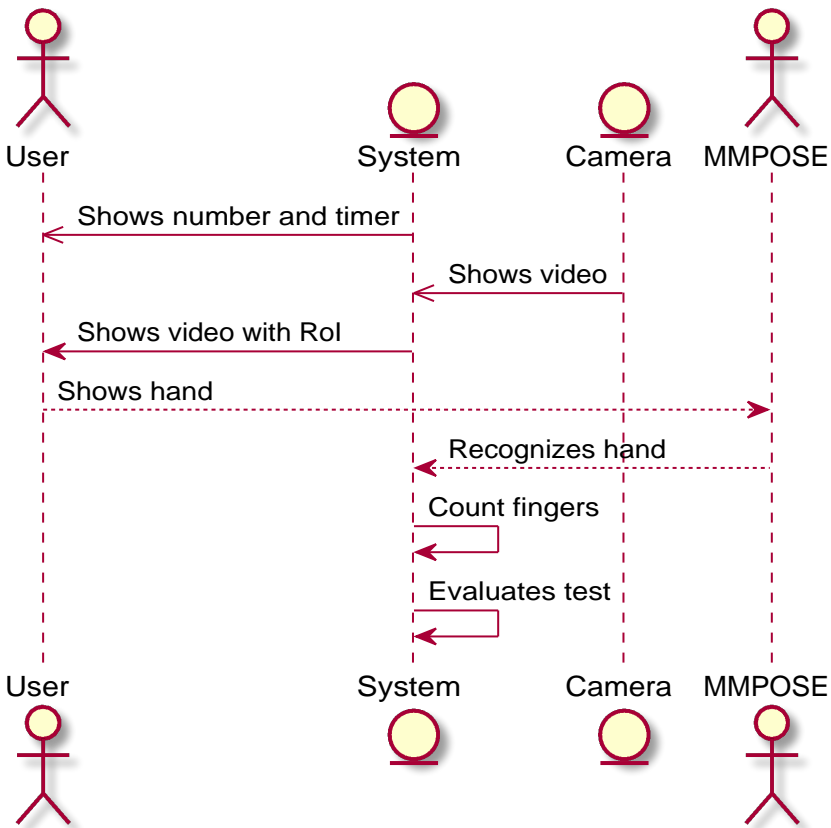 User
System
Camera
MMPOSE
Shows number and timer
Shows video
Shows video with RoI
Shows hand
Recognizes hand
Count fingers
Evaluates test
User
System
Camera
MMPOSE